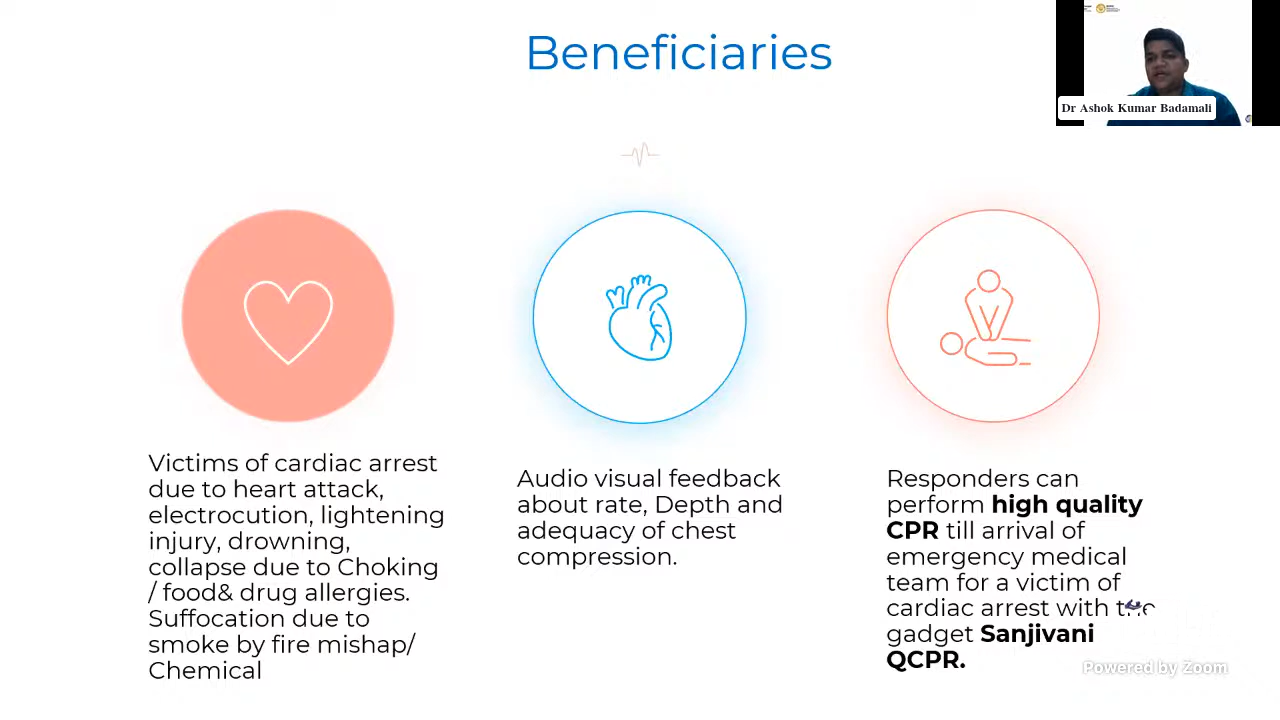 Beneficiaries
Dr Ashok Kumar Badamali
Victims of cardiac arrest
due to heart attack,
electrocution, lightening
injury, drowning,
collapse due to Choking
/ food& drug allergies.
Suffocation due to
smoke by fire mishap/
Chemical
Audio visual feedback
about rate, Depth and
adequacy of chest
compression.
Responders can
perform high quality
CPR till arrival of
emergency medical
team for a victim of
cardiac arrest with the
gadget Sanjivani
QCPR.
Powered by Zoom